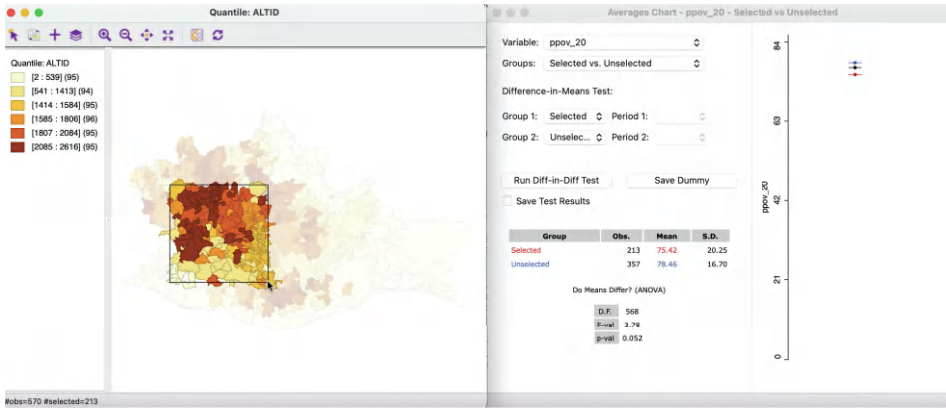 Quantile: ALTID
Quantile: ALTID
[2 : 539] (95)
[541 : 1413] (94)
[1414 : 1584] (95)
[1585 : 1806] (96)
[1807 : 2084] (95)
[2085 : 2616] (95)
#obs=570 #selected=213
Averages Chart - ppov_20 - Selected vs Unselected
Variable: ppov_20
Groups: Selected vs. Unselected
Difference-in-Means Test:
Group 1: Selected Period 1:
Group 2: Unselec... Period 2:
Run Diff-in-Diff Test Save Dummy
Save Test Results
Group Obs. Mean S.D.
Selected 213 75.42 20.25
Unselected 357 78.46 16.70
Do Means Differ? (ANOVA)
D.F. 568
F-val 3.78
p-val 0.052
84
63
42
21
0
ppov_20